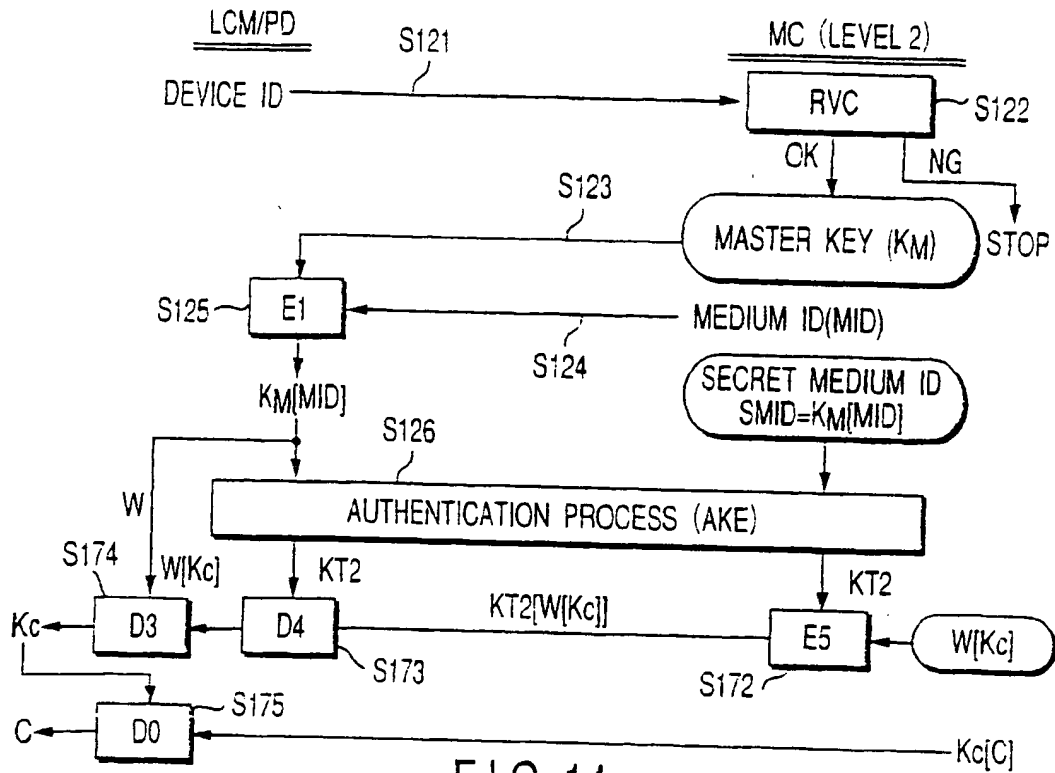 LCM/PD
S121
MC (LEVEL 2)
DEVICE ID
RVC
S122
OK
NG
S123
MASTER KEY (KM)
STOP
S125
E1
MEDIUM ID(MID)
S124
KM[MID]
SECRET MEDIUM ID
SMID=KM[MID]
S126
W
AUTHENTICATION PROCESS (AKE)
S174
W[Kc]
KT2
KT2
KT2[W[Kc]]
Kc
D3
D4
E5
W[Kc]
S173
S172
S175
C
D0
Kc[C]